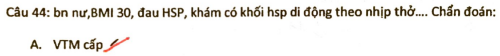 Câu 44: bn nư,BMI 30, đau HSP, khám có khối hsp di động theo nhịp thở.... Chẩn đoán:
A. VTM cấp